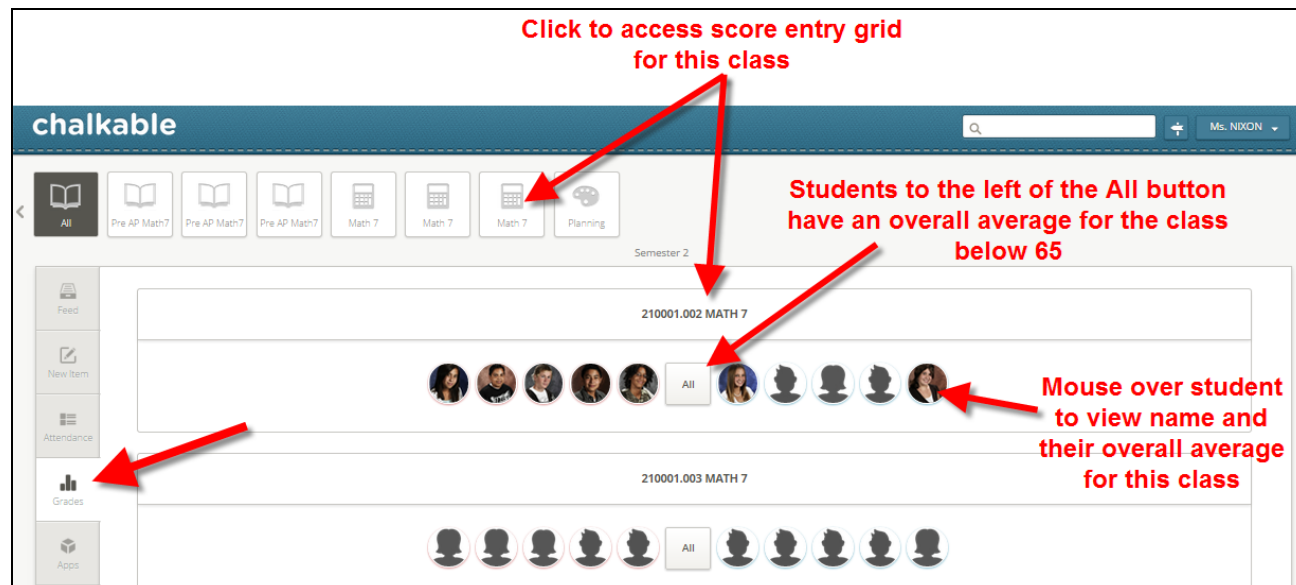 Click to access score entry grid
for this class
chalkable
Ms. NIXON
All
Pre AP Math7
Pre AP Math7
Pre AP Math7
Math 7
Math 7
Math 7
Planning
Students to the left of the All button
have an overall average for the class
below 65
Semester 2
Feed
New Item
Attendance
Grades
Apps
210001.002 MATH 7
All
Mouse over student
to view name and
their overall average
for this class
210001.003 MATH 7
All